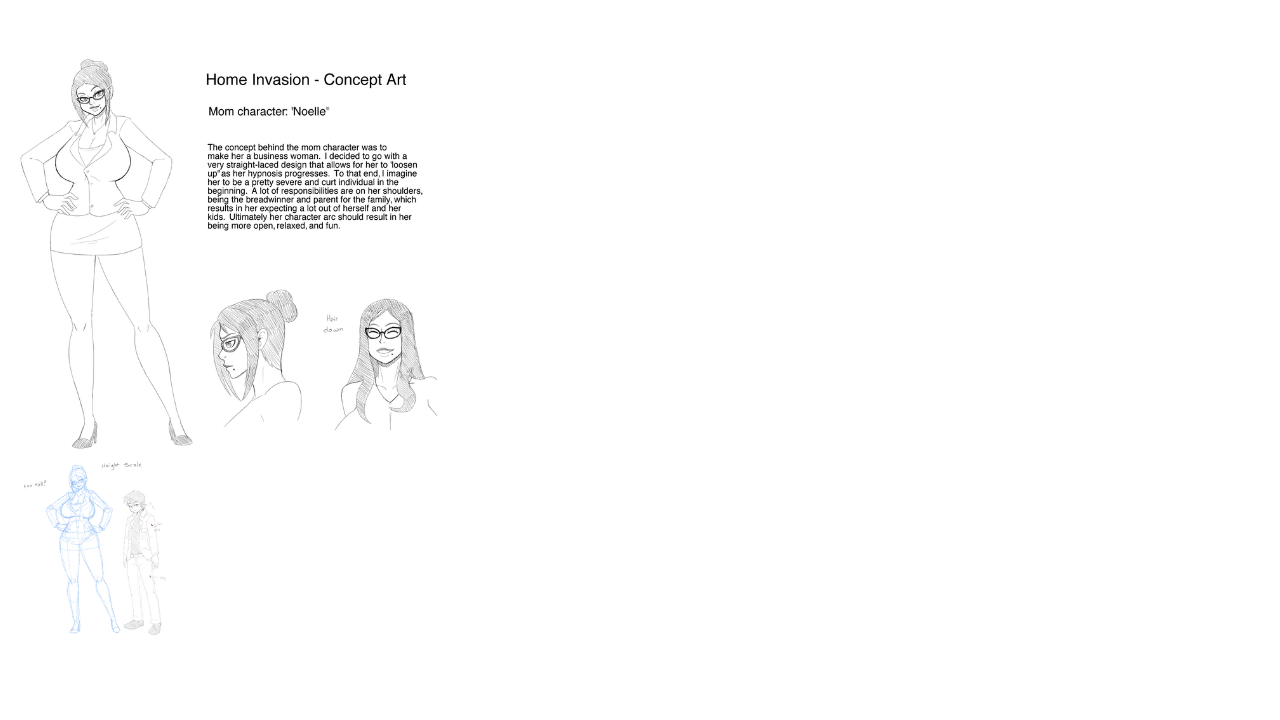 Home Invasion - Concept Art
Mom character: "Noelle"
The concept behind the mom character was to
make her a business woman. I decided to go with a
very straight-laced design that allows for her to "loosen
up" as her hypnosis progresses. To that end, I imagine
her to be a pretty severe and curt individual in the
beginning. A lot of responsibilities are on her shoulders,
being the breadwinner and parent for the family, which
results in her expecting a lot out of herself and her
kids. Ultimately her character arc should result in her
being more open, relaxed, and fun.
Hair
down
Height Scale